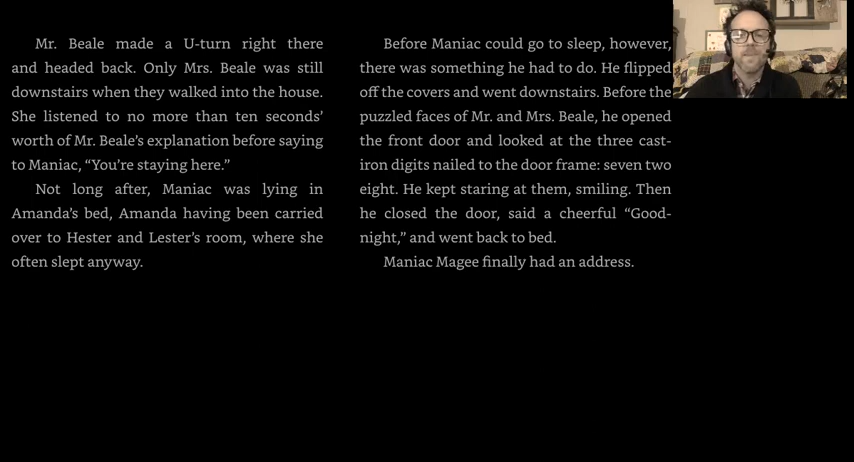 Mr. Beale made a U-turn right there
and headed back. Only Mrs. Beale was still
downstairs when they walked into the house.
She listened to no more than ten seconds’
worth of Mr. Beale’s explanation before saying
to Maniac, “You’re staying here.”
Not long after, Maniac was lying in
Amanda’s bed, Amanda having been carried
over to Hester and Lester’s room, where she
often slept anyway.
Before Maniac could go to sleep, however,
there was something he had to do. He flipped
off the covers and went downstairs. Before the
puzzled faces of Mr. and Mrs. Beale, he opened
the front door and looked at the three cast-
iron digits nailed to the door frame: seven two
eight. He kept staring at them, smiling. Then
he closed the door, said a cheerful “Good-
night,” and went back to bed.
Maniac Magee finally had an address.